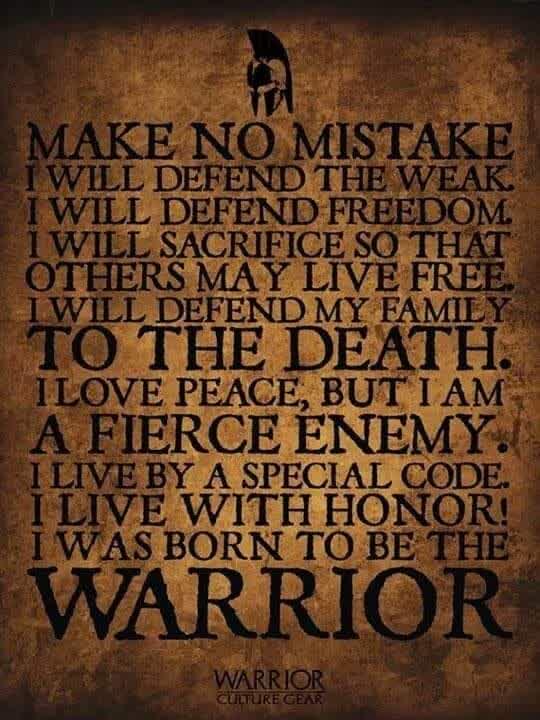 MAKE NO MISTAKE
I WILL DEFEND THE WEAK.
I WILL DEFEND FREEDOM.
I WILL SACRIFICE SO THAT
OTHERS MAY LIVE FREE.
I WILL DEFEND MY FAMILY
TO THE DEATH.
I LOVE PEACE, BUT I AM
A FIERCE ENEMY.
I LIVE BY A SPECIAL CODE.
I LIVE WITH HONOR!
I WAS BORN TO BE THE
WARRIOR
WARRIOR
CULTURE GEAR